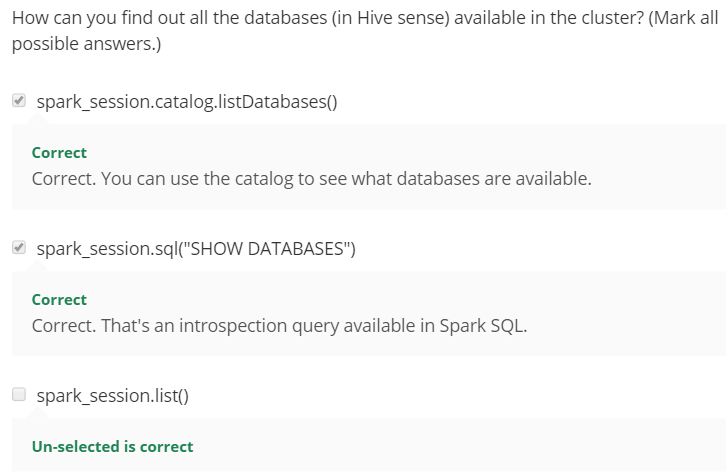 How can you find out all the databases (in Hive sense) available in the cluster? (Mark all
possible answers.)
spark_session.catalog.listDatabases()
Correct
Correct. You can use the catalog to see what databases are available.
spark_session.sql("SHOW DATABASES")
Correct
Correct. That's an introspection query available in Spark SQL.
spark_session.list()
Un-selected is correct